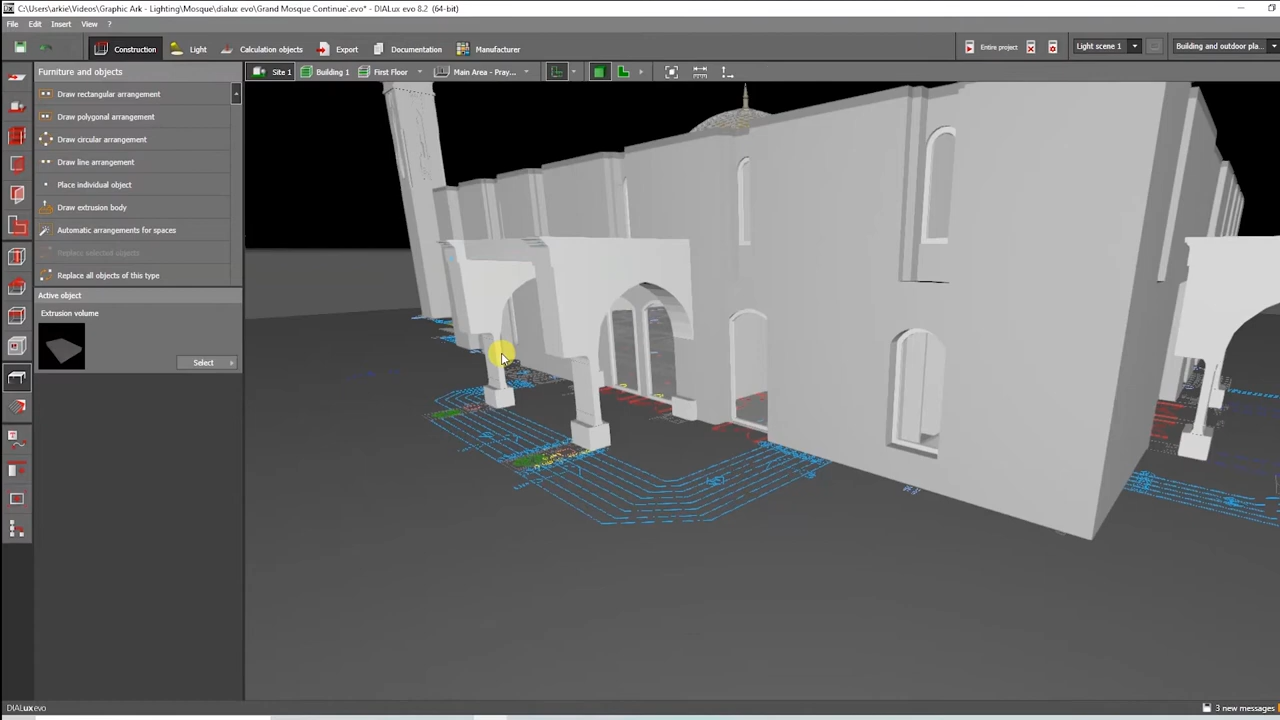 C:\Users\arkie\Videos\Graphic Ark - Lighting\Mosque\dialux evo\Grand Mosque Continue`.evo* - DIALux evo 8.2 (64-bit)
File Edit Insert View ?
Construction Light Calculation objects Export Documentation Manufacturer Entire project Light scene 1 Building and outdoor pla...
Furniture and objects Site 1 Building 1 First Floor Main Area - Pray...
Draw rectangular arrangement
Draw polygonal arrangement
Draw circular arrangement
Draw line arrangement
Place individual object
Draw extrusion body
Automatic arrangements for spaces
Replace selected objects
Replace all objects of this type
Active object
Extrusion volume
Select
DIALux evo 3 new messages